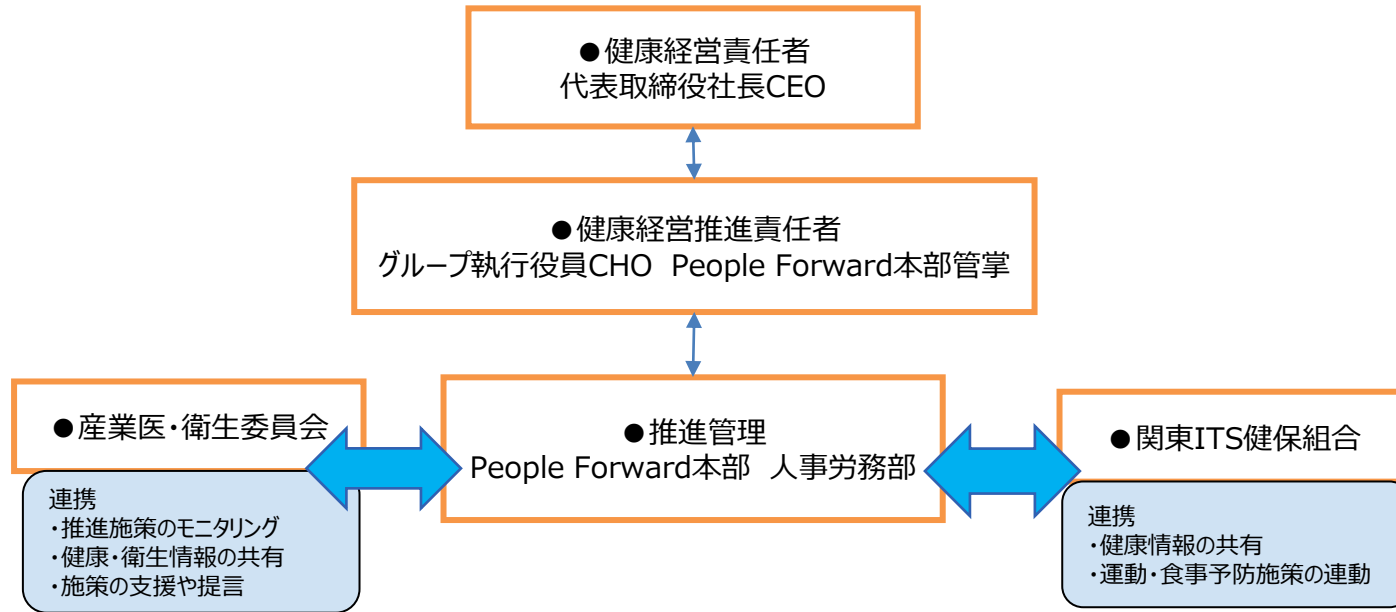 ●健康経営責任者
代表取締役社長CEO
●健康経営推進責任者
グループ執行役員CHO People Forward本部管掌
●産業医・衛生委員会
連携
・推進施策のモニタリング
・健康・衛生情報の共有
・施策の支援や提言
●推進管理
People Forward本部 人事労務部
●関東ITS健保組合
連携
・健康情報の共有
・運動・食事予防施策の連動